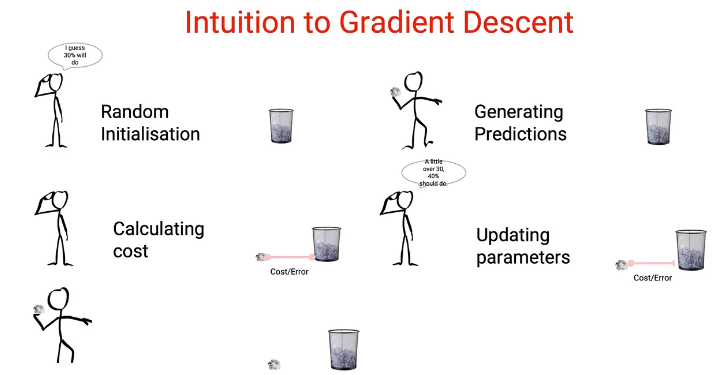 Intuition to Gradient Descent
I guess
30% will
do
Random
Initialisation
Generating
Predictions
A little
over 30,
40%
should do.
Calculating
cost
Cost/Error
Updating
parameters
Cost/Error